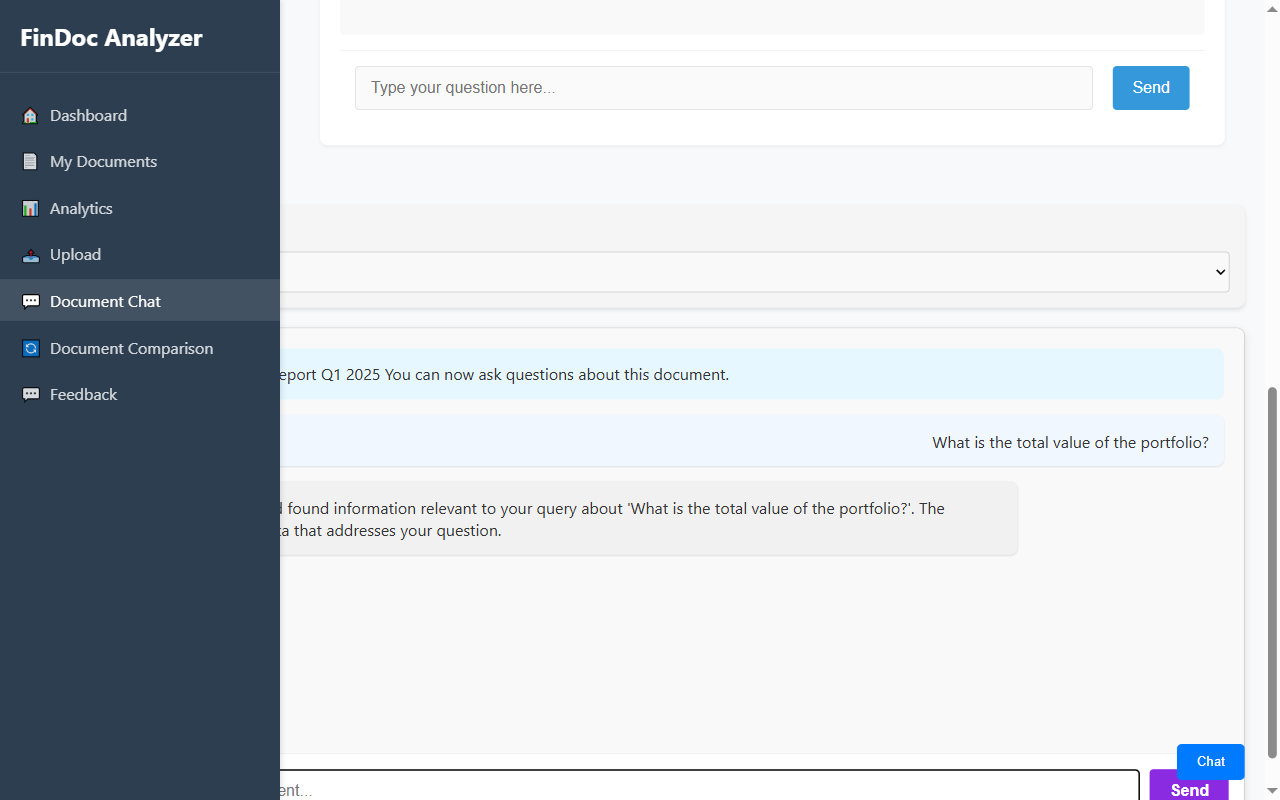 FinDoc Analyzer
Dashboard
My Documents
Analytics
Upload
Document Chat
Document Comparison
Feedback
Type your question here...
Send
Report Q1 2025 You can now ask questions about this document.
What is the total value of the portfolio?
found information relevant to your query about 'What is the total value of the portfolio?'. The
that addresses your question.
Send
Chat